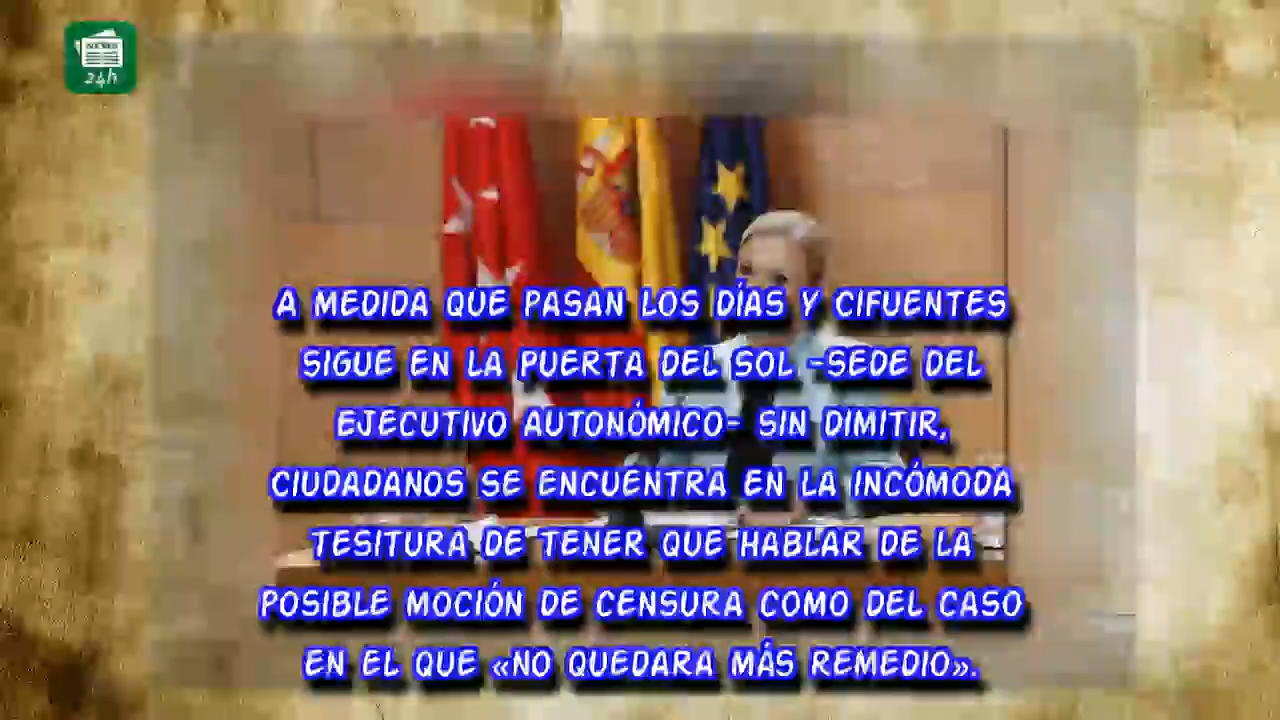 24h
A MEDIDA QUE PASAN LOS DÍAS Y CIFUENTES
SIGUE EN LA PUERTA DEL SOL -SEDE DEL
EJECUTIVO AUTONÓMICO- SIN DIMITIR,
CIUDADANOS SE ENCUENTRA EN LA INCÓMODA
TESITURA DE TENER QUE HABLAR DE LA
POSIBLE MOCIÓN DE CENSURA COMO DEL CASO
EN EL QUE «NO QUEDARA MÁS REMEDIO».